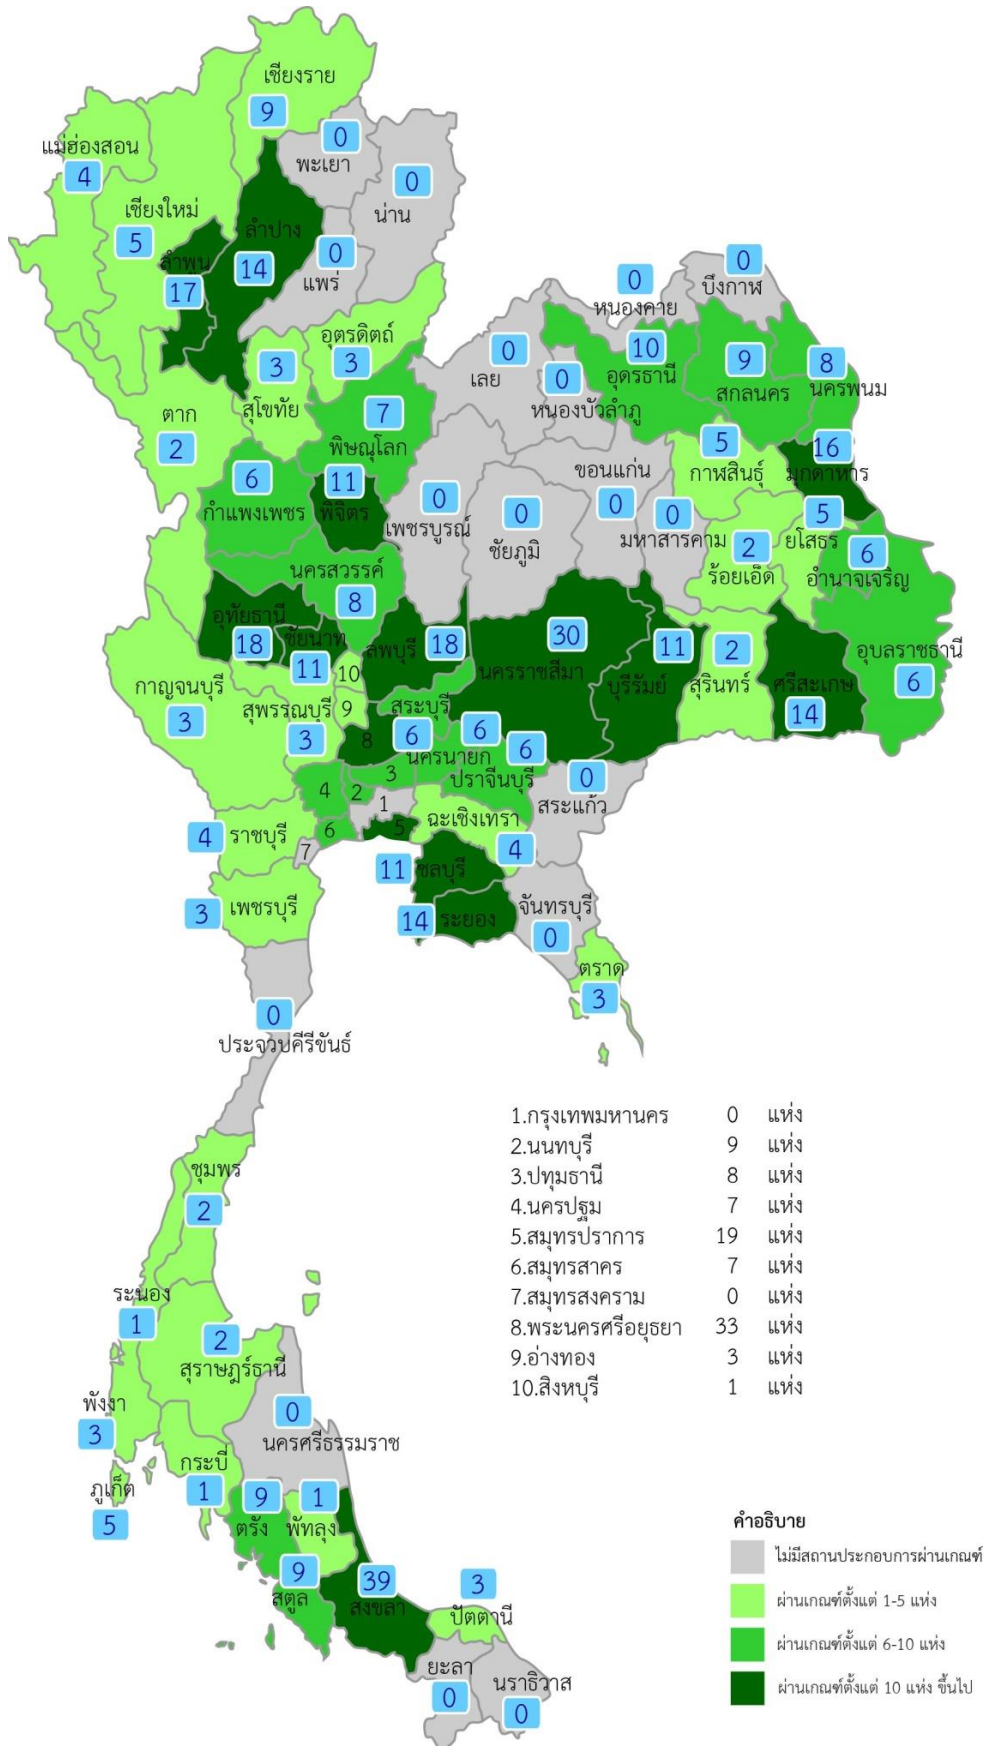 เชียงราย
9
แม่ฮ่องสอน
4
0
พะเยา
0
น่าน
เชียงใหม่
5
ลำปาง
14
ลำพูน
17
0
แพร่
อุตรดิตถ์
3
3
สุโขทัย
0
บึงกาฬ
0
หนองคาย
0
เลย
0
หนองบัวลำภู
10
อุดรธานี
9
สกลนคร
8
นครพนม
ตาก
2
7
พิษณุโลก
6
กำแพงเพชร
11
พิจิตร
0
เพชรบูรณ์
0
ชัยภูมิ
ขอนแก่น
0
0
มหาสารคาม
5
กาฬสินธุ์
16
มุกดาหาร
2
ร้อยเอ็ด
5
ยโสธร
6
อำนาจเจริญ
นครสวรรค์
8
อุทัยธานี
18
ชัยนาท
11
ลพบุรี
18
30
นครราชสีมา
11
บุรีรัมย์
2
สุรินทร์
ศรีสะเกษ
14
อุบลราชธานี
6
กาญจนบุรี
3
สุพรรณบุรี
3
10
9
8
สระบุรี
6
6
นครนายก
6
ปราจีนบุรี
0
สระแก้ว
4
2
3
1
6
5
7
ฉะเชิงเทรา
4
4
ราชบุรี
11
ชลบุรี
3
เพชรบุรี
14
ระยอง
จันทรบุรี
0
ตราด
3
0
ประจวบคีรีขันธ์
1.กรุงเทพมหานคร 0 แห่ง
2.นนทบุรี 9 แห่ง
3.ปทุมธานี 8 แห่ง
4.นครปฐม 7 แห่ง
5.สมุทรปราการ 19 แห่ง
6.สมุทรสาคร 7 แห่ง
7.สมุทรสงคราม 0 แห่ง
8.พระนครศรีอยุธยา 33 แห่ง
9.อ่างทอง 3 แห่ง
10.สิงหบุรี 1 แห่ง
ชุมพร
2
ระนอง
1
2
สุราษฎร์ธานี
พังงา
3
0
นครศรีธรรมราช
กระบี่
1
ภูเก็ต
5
9
ตรัง
1
พัทลุง
9
สตูล
39
สงขลา
3
ปัตตานี
ยะลา
0
นราธิวาส
0
คำอธิบาย
ไม่มีสถานประกอบการผ่านเกณฑ์
ผ่านเกณฑ์ตั้งแต่ 1-5 แห่ง
ผ่านเกณฑ์ตั้งแต่ 6-10 แห่ง
ผ่านเกณฑ์ตั้งแต่ 10 แห่ง ขึ้นไป